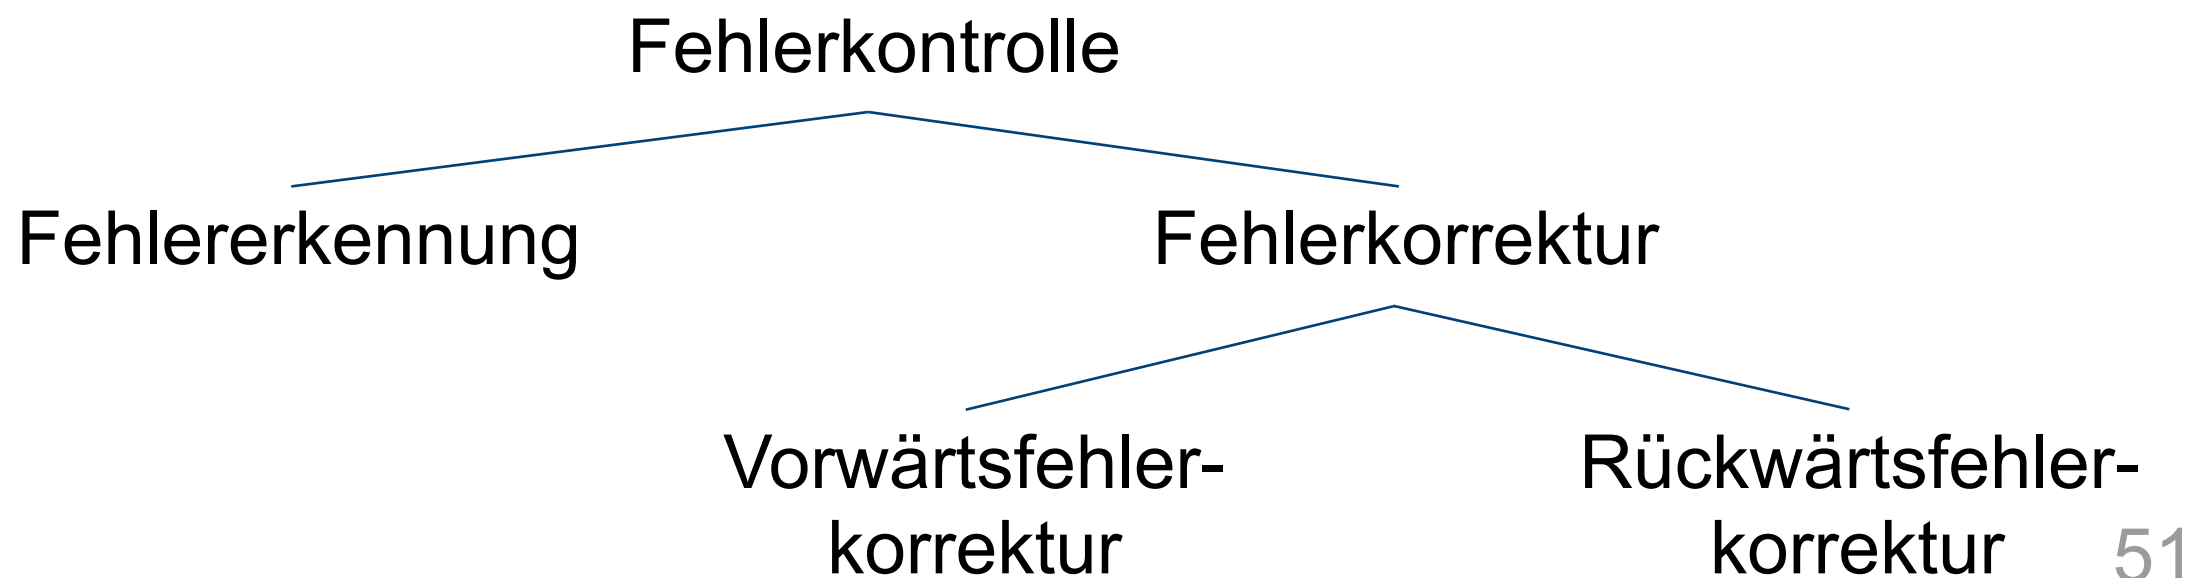 Fehlerkontrolle
Fehlererkennung
Fehlerkorrektur
Vorwärtsfehler-
korrektur
Rückwärtsfehler-
korrektur
51